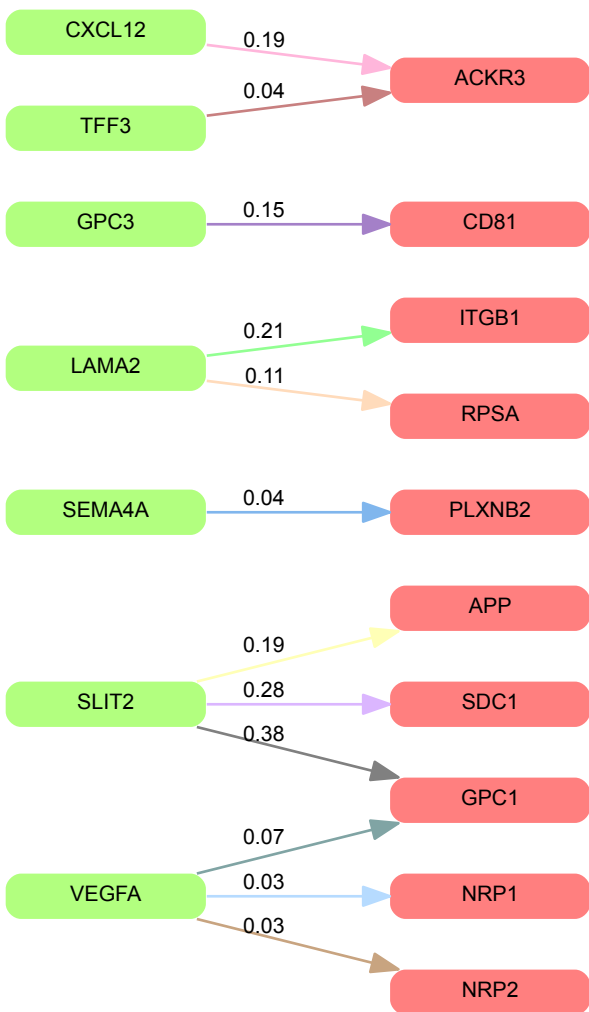 CXCL12
0.19
ACKR3
0.04
TFF3
GPC3
0.15
CD81
ITGB1
0.21
LAMA2
0.11
RPSA
SEMA4A
0.04
PLXNB2
APP
0.19
SLIT2
0.28
SDC1
0.38
GPC1
0.07
VEGFA
0.03
NRP1
0.03
NRP2